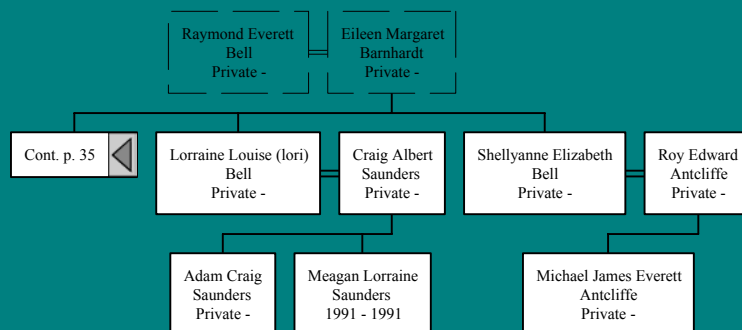 Raymond Everett
Bell
Private -
Eileen Margaret
Barnhardt
Private -
Cont. p. 35
Lorraine Louise (lori)
Bell
Private -
Craig Albert
Saunders
Private -
Shellyanne Elizabeth
Bell
Private -
Roy Edward
Antcliffe
Private -
Adam Craig
Saunders
Private -
Meagan Lorraine
Saunders
1991 - 1991
Michael James Everett
Antcliffe
Private -